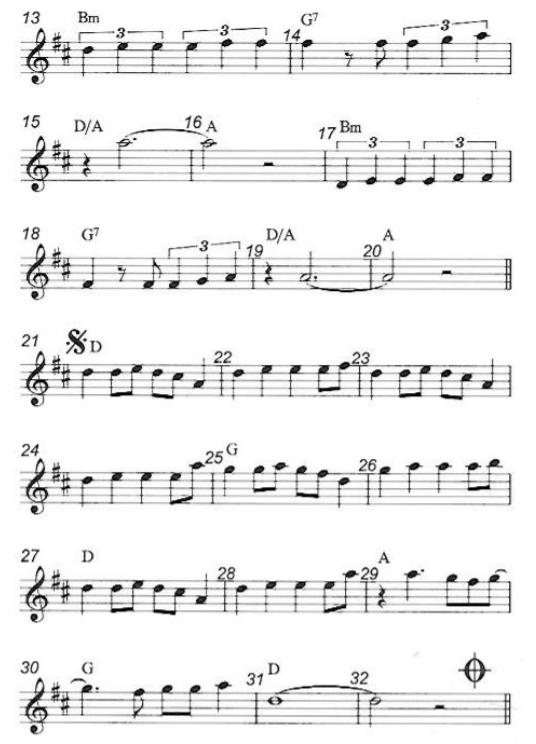 13 Bm 3 3 14 G7 3
15 D/A 16 A 17 Bm 3 3
18 G7 3 19 D/A 20 A
21 D 22 23
24 25 G 26
27 D 28 29 A
30 G 31 D 32